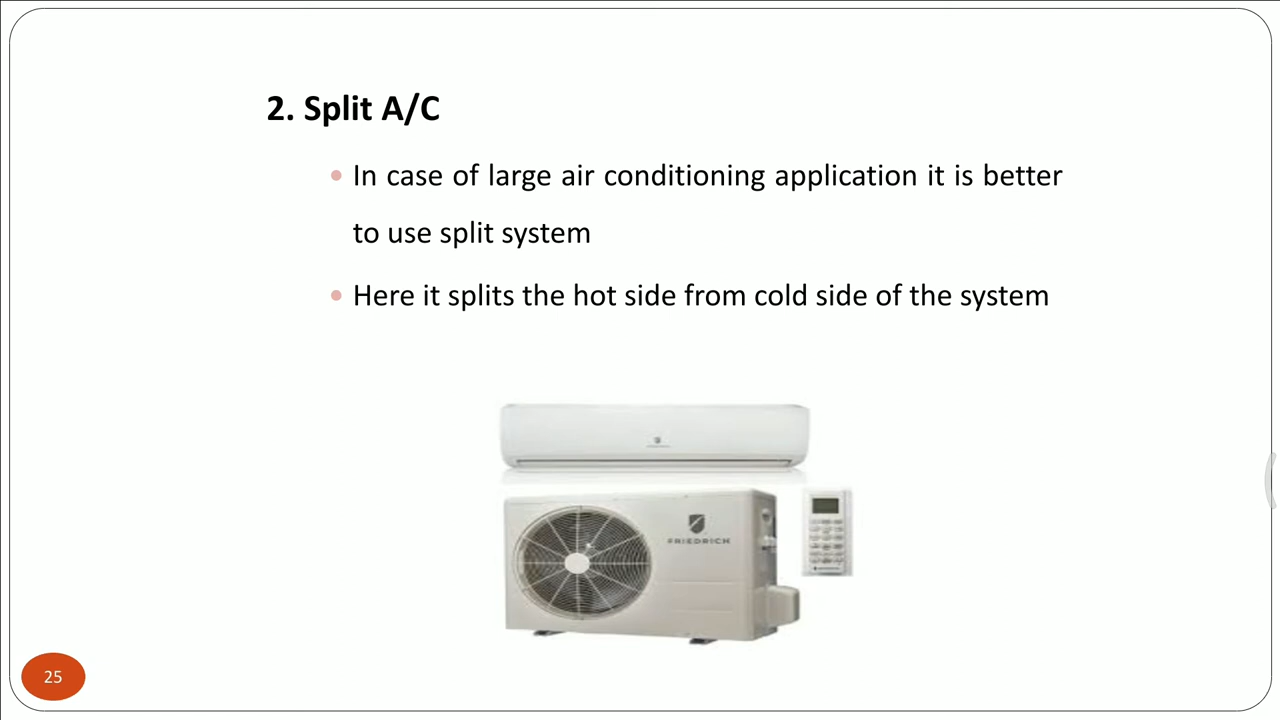 2. Split A/C
In case of large air conditioning application it is better
to use split system
Here it splits the hot side from cold side of the system
FRIEDRICH
25